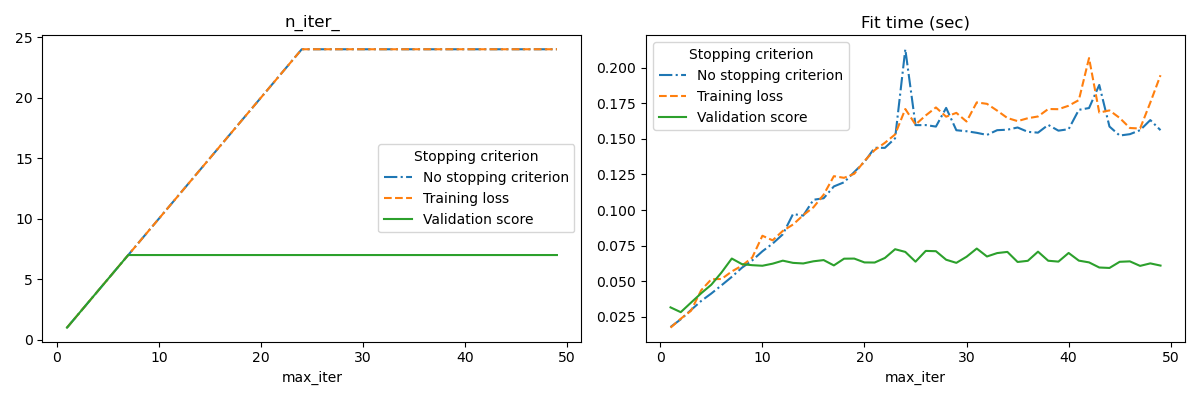 n_iter_
25
20
15
10
5
0
Stopping criterion
No stopping criterion
Training loss
Validation score
0
10
20
30
40
50
max_iter
Fit time (sec)
Stopping criterion
No stopping criterion
Training loss
Validation score
0.200
0.175
0.150
0.125
0.100
0.075
0.050
0.025
0
10
20
30
40
50
max_iter